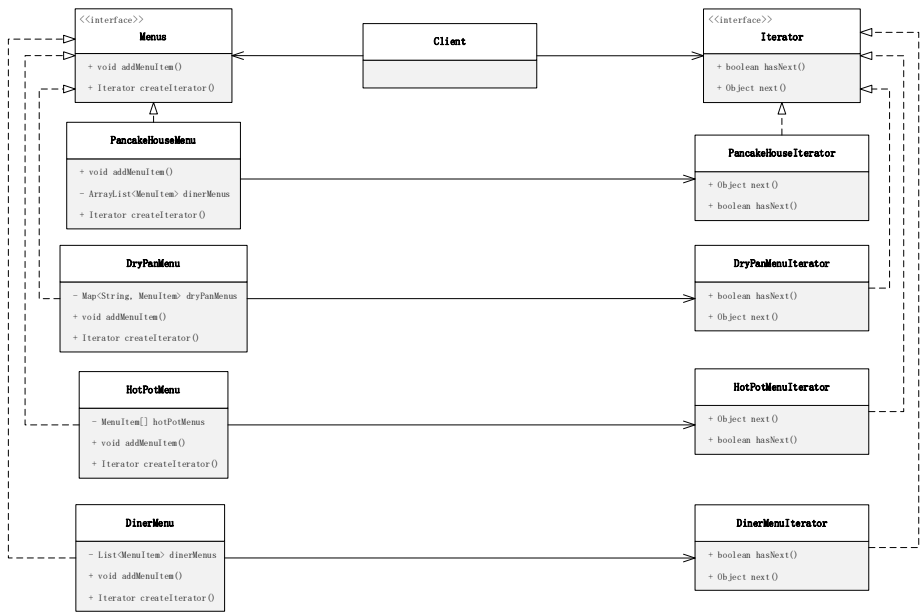 <<interface>>
Menus
+ void addMenuItem()
+ Iterator createIterator()
Client
<<interface>>
Iterator
+ boolean hasNext()
+ Object next()
PancakeHouseMenu
+ void addMenuItem()
- ArrayList<MenuItem> dinerMenus
+ Iterator createIterator()
PancakeHouseIterator
+ Object next()
+ boolean hasNext()
DryPanMenu
- Map<String, MenuItem> dryPanMenus
+ void addMenuItem()
+ Iterator createIterator()
DryPanMenuIterator
+ boolean hasNext()
+ Object next()
HotPotMenu
- MenuItem[] hotPotMenus
+ void addMenuItem()
+ Iterator createIterator()
HotPotMenuIterator
+ Object next()
+ boolean hasNext()
DinerMenu
- List<MenuItem> dinerMenus
+ void addMenuItem()
+ Iterator createIterator()
DinerMenuIterator
+ boolean hasNext()
+ Object next()